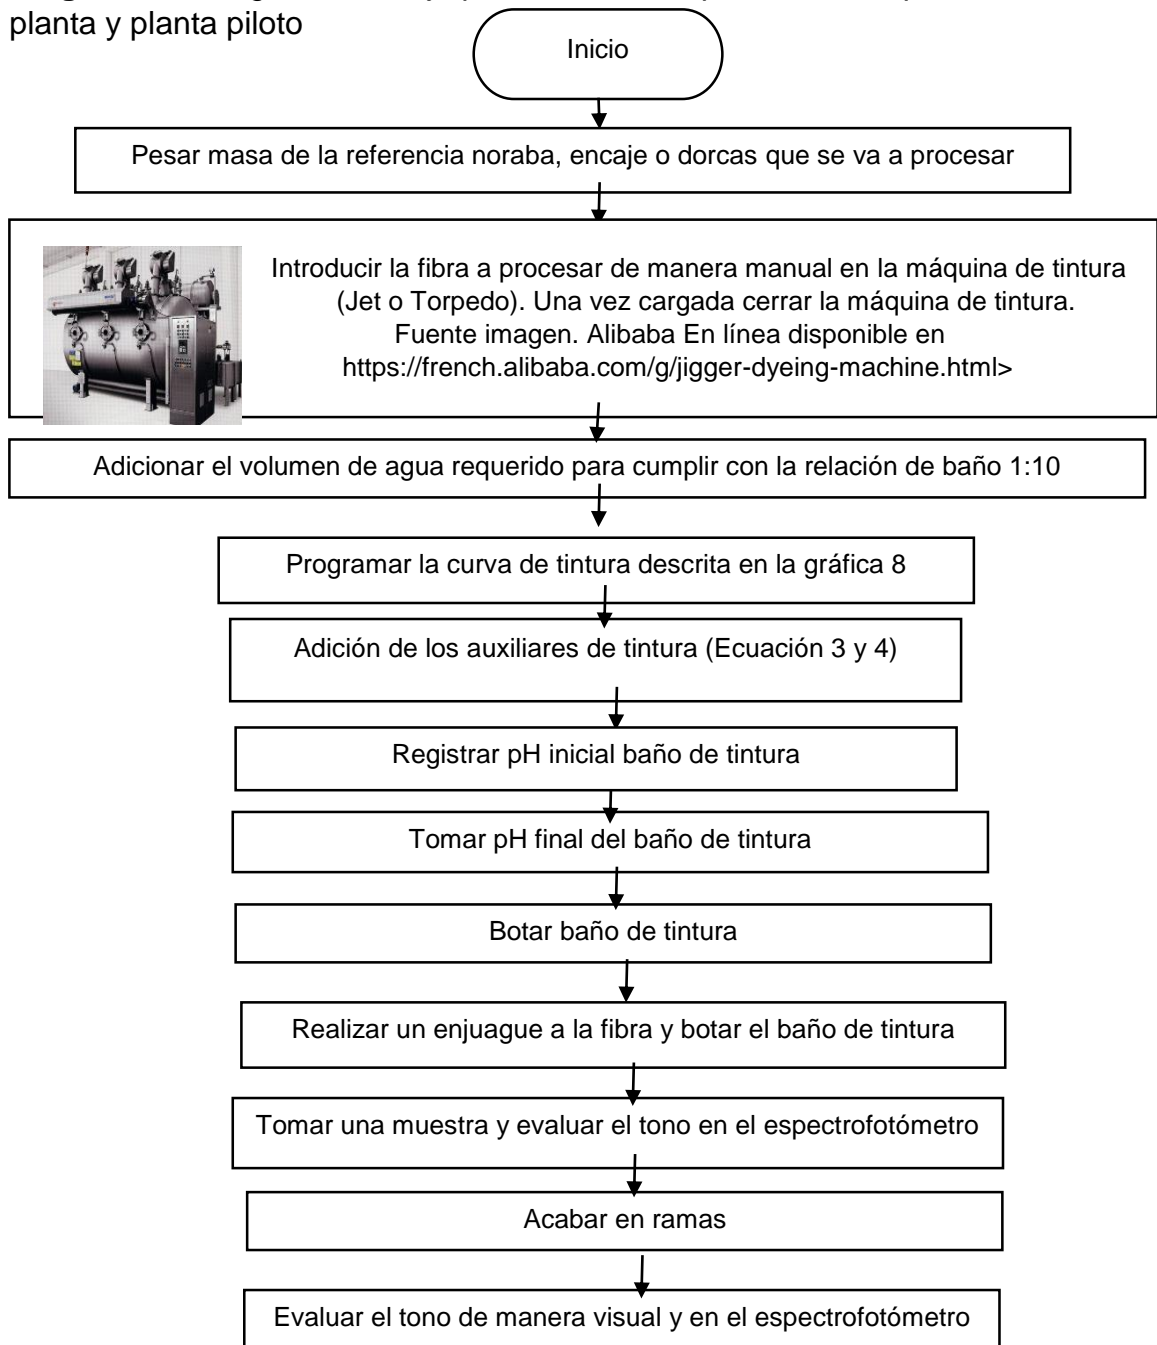 planta y planta piloto
Inicio
Pesar masa de la referencia noraba, encaje o dorcas que se va a procesar
Introducir la fibra a procesar de manera manual en la máquina de tintura
(Jet o Torpedo). Una vez cargada cerrar la máquina de tintura.
Fuente imagen. Alibaba En línea disponible en
https://french.alibaba.com/g/jigger-dyeing-machine.html>
Adicionar el volumen de agua requerido para cumplir con la relación de baño 1:10
Programar la curva de tintura descrita en la gráfica 8
Adición de los auxiliares de tintura (Ecuación 3 y 4)
Registrar pH inicial baño de tintura
Tomar pH final del baño de tintura
Botar baño de tintura
Realizar un enjuague a la fibra y botar el baño de tintura
Tomar una muestra y evaluar el tono en el espectrofotómetro
Acabar en ramas
Evaluar el tono de manera visual y en el espectrofotómetro